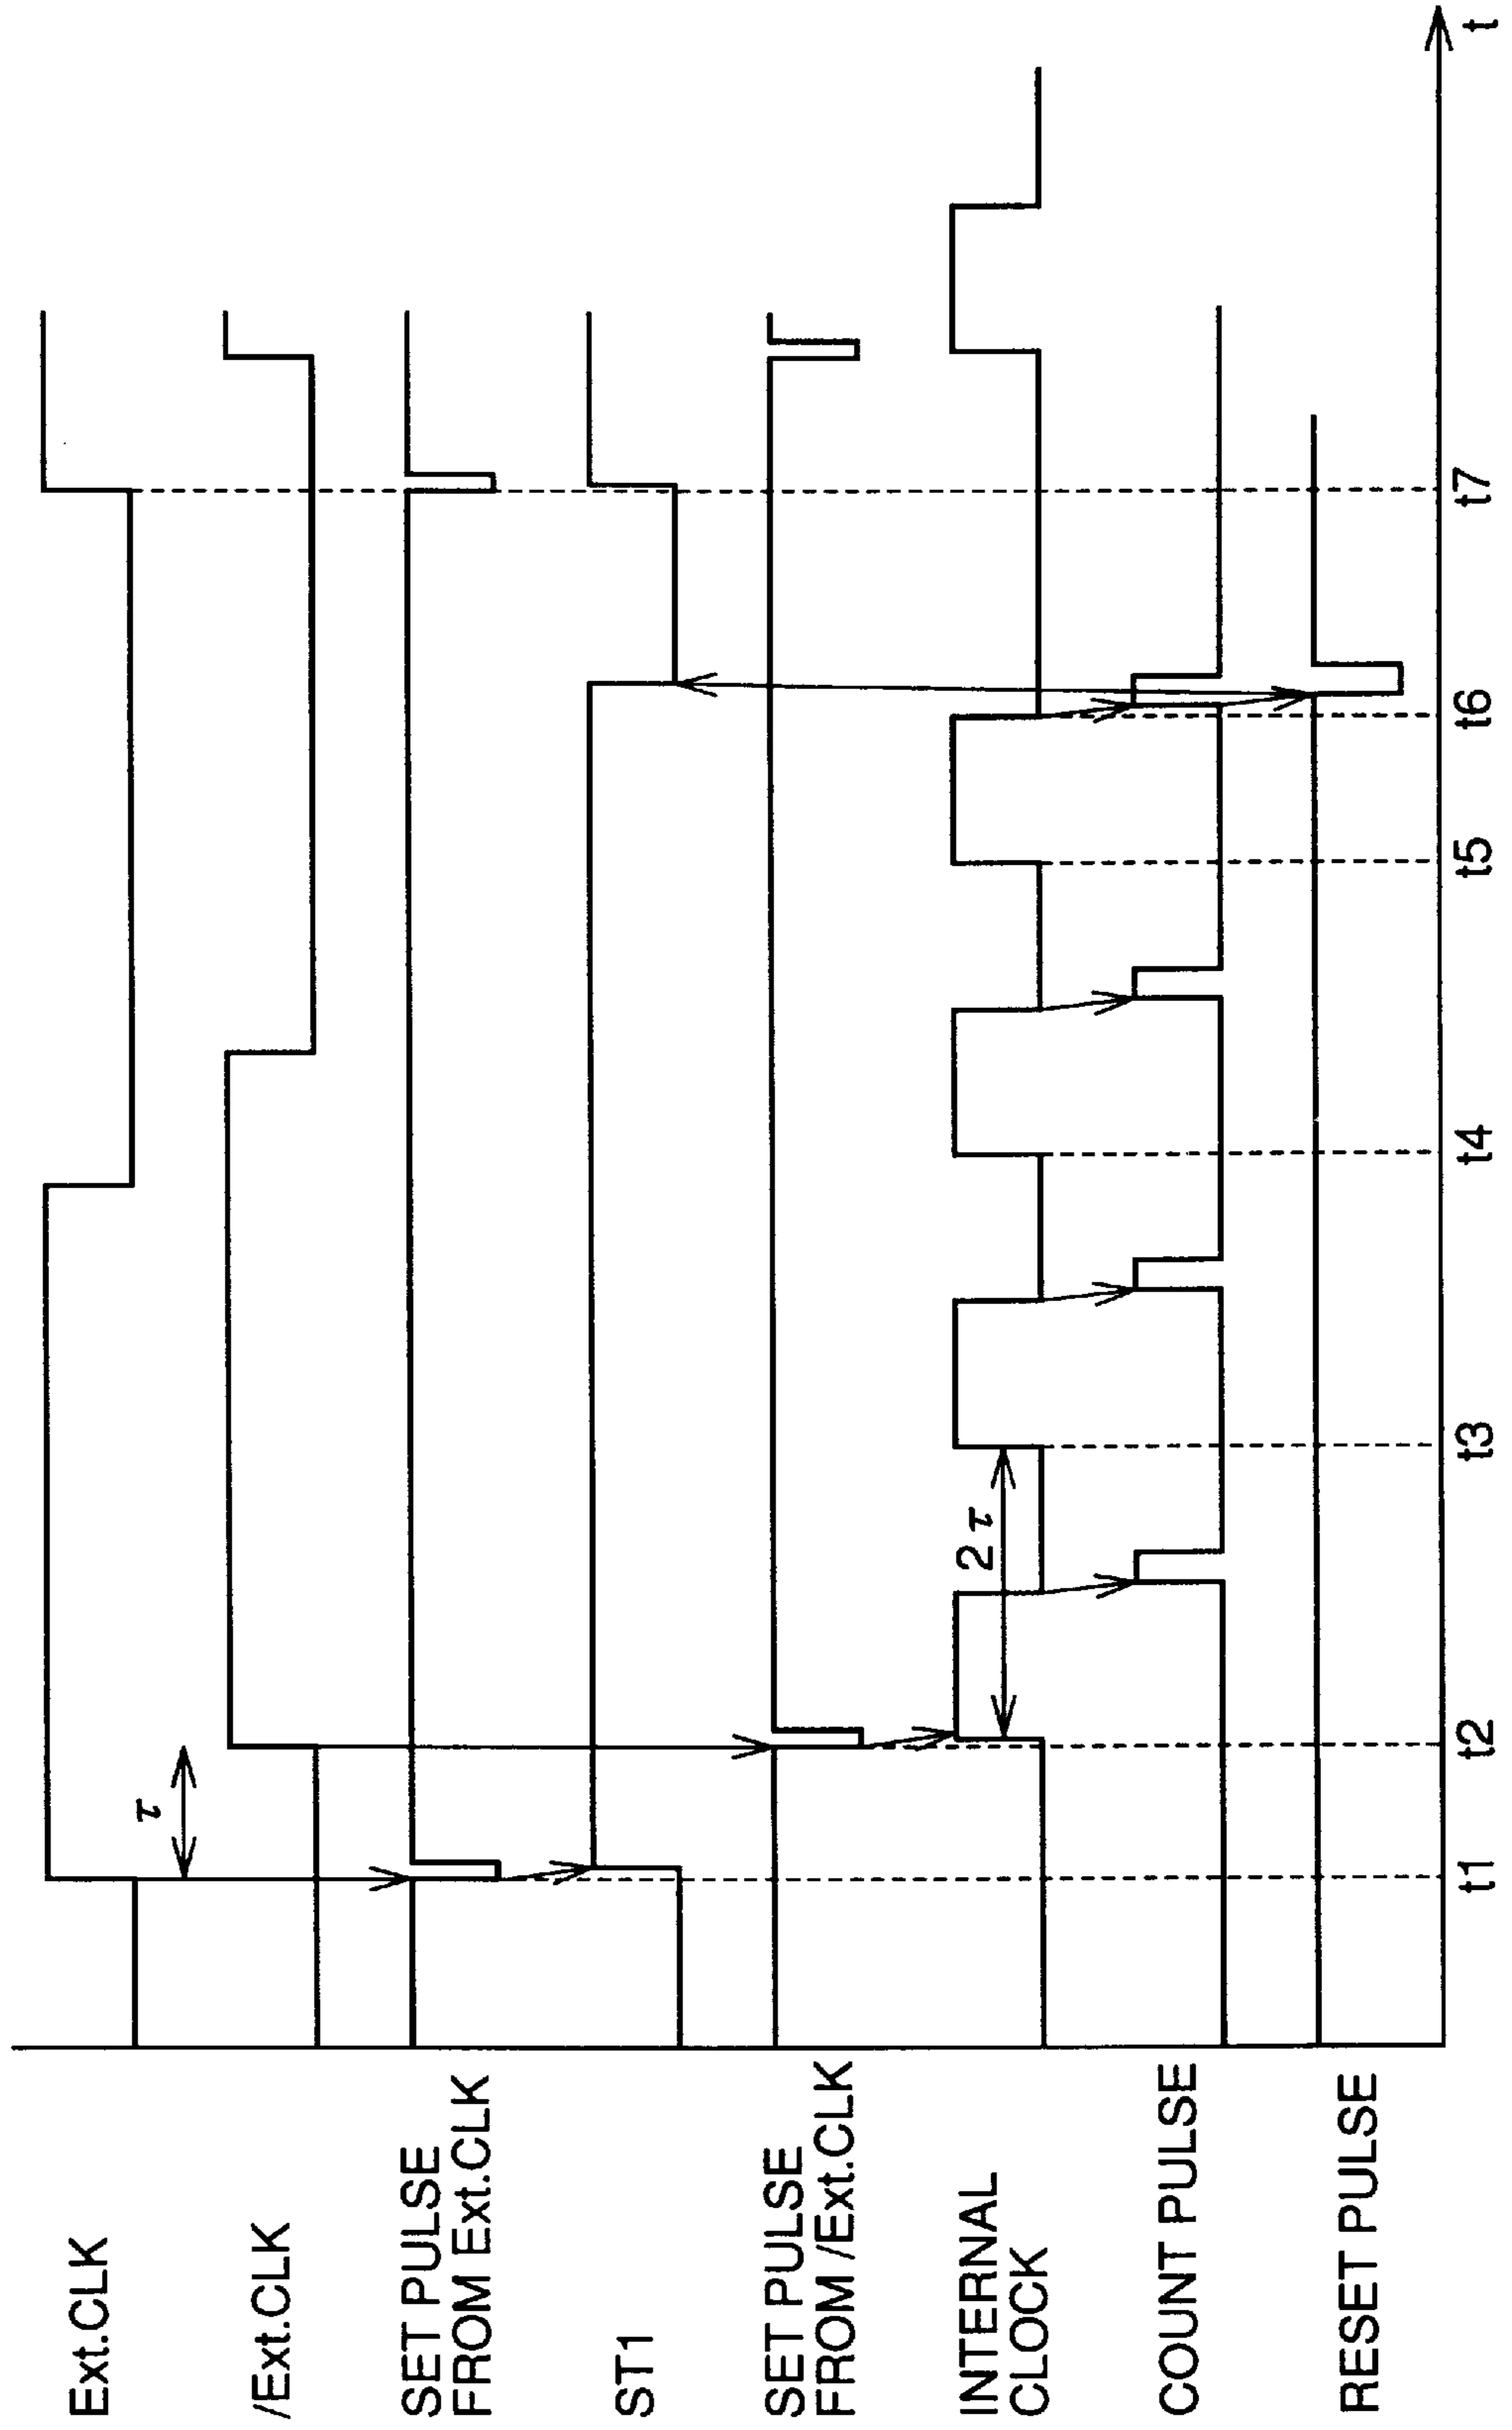 Ext.CLK
τ
/Ext.CLK
SET PULSE
FROM Ext.CLK
ST1
SET PULSE
FROM /Ext.CLK
INTERNAL
CLOCK
2τ
COUNT PULSE
RESET PULSE
t1
t2
t3
t4
t5
t6
t7
t